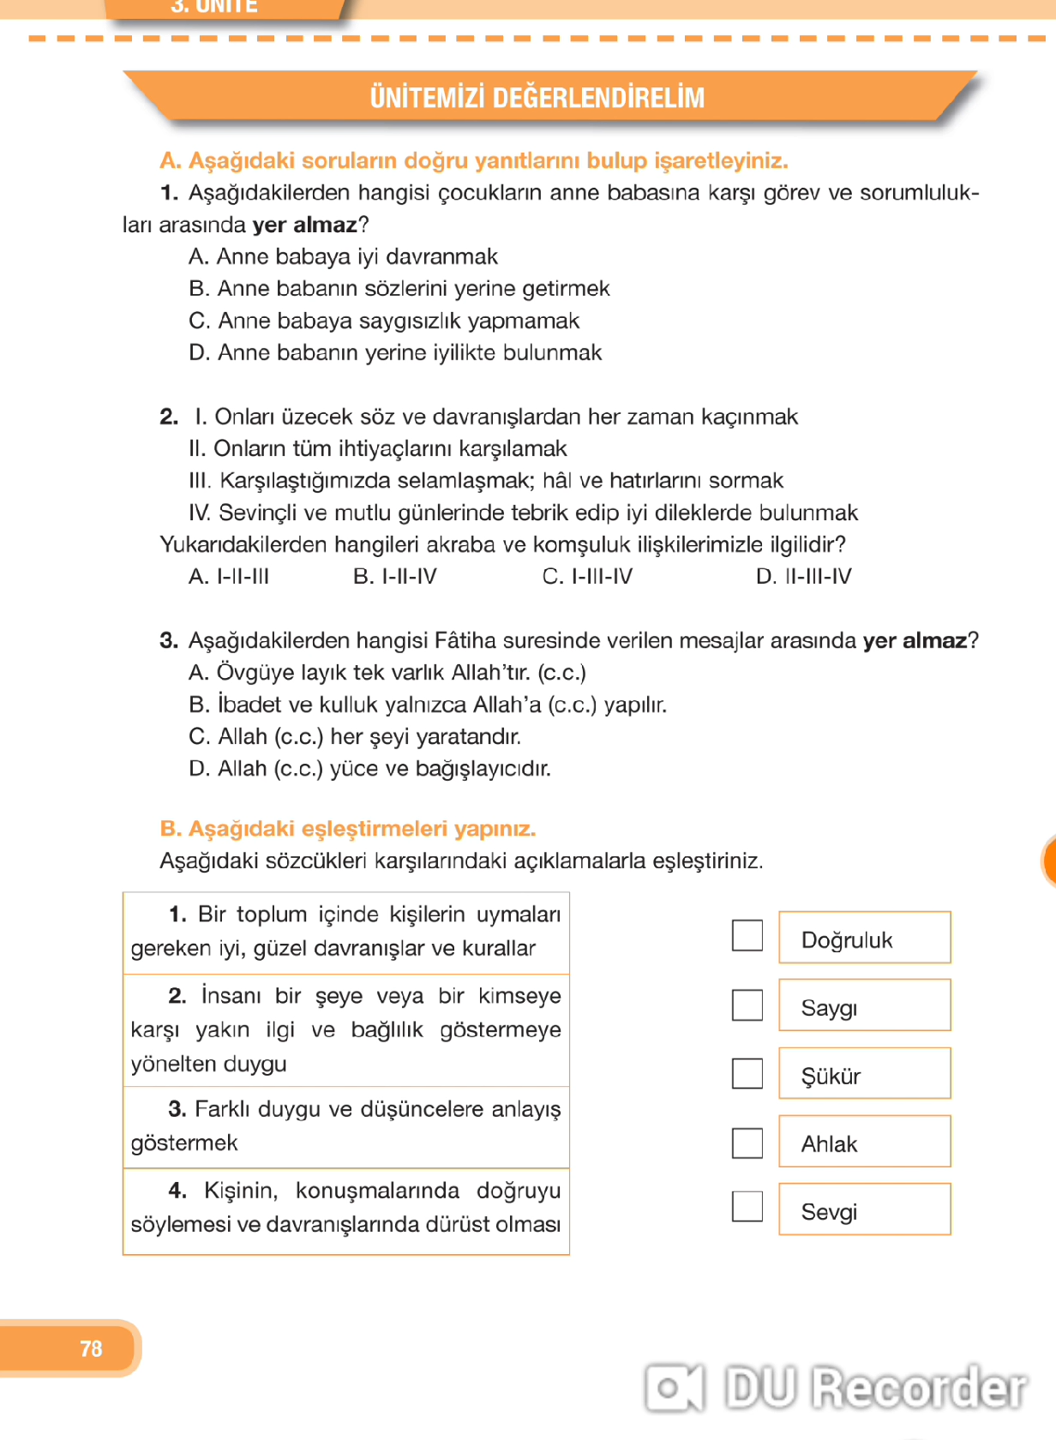 3. ÜNİTE
ÜNİTEMİZİ DEĞERLENDİRELİM
A. Aşağıdaki soruların doğru yanıtlarını bulup işaretleyiniz.
1. Aşağıdakilerden hangisi çocukların anne babasına karşı görev ve sorumluluk-
ları arasında yer almaz?
A. Anne babaya iyi davranmak
B. Anne babanın sözlerini yerine getirmek
C. Anne babaya saygısızlık yapmamak
D. Anne babanın yerine iyilikte bulunmak
2. I. Onları üzecek söz ve davranışlardan her zaman kaçınmak
II. Onların tüm ihtiyaçlarını karşılamak
III. Karşılaştığımızda selamlaşmak; hâl ve hatırlarını sormak
IV. Sevinçli ve mutlu günlerinde tebrik edip iyi dileklerde bulunmak
Yukarıdakilerden hangileri akraba ve komşuluk ilişkilerimizle ilgilidir?
A. I-II-III B. I-II-IV C. I-III-IV D. II-III-IV
3. Aşağıdakilerden hangisi Fâtiha suresinde verilen mesajlar arasında yer almaz?
A. Övgüye layık tek varlık Allah’tır. (c.c.)
B. İbadet ve kulluk yalnızca Allah’a (c.c.) yapılır.
C. Allah (c.c.) her şeyi yaratandır.
D. Allah (c.c.) yüce ve bağışlayıcıdır.
B. Aşağıdaki eşleştirmeleri yapınız.
Aşağıdaki sözcükleri karşılarındaki açıklamalarla eşleştiriniz.
1. Bir toplum içinde kişilerin uymaları
gereken iyi, güzel davranışlar ve kurallar
2. İnsanı bir şeye veya bir kimseye
karşı yakın ilgi ve bağlılık göstermeye
yönelten duygu
3. Farklı duygu ve düşüncelere anlayış
göstermek
4. Kişinin, konuşmalarında doğruyu
söylemesi ve davranışlarında dürüst olması
Doğruluk
Saygı
Şükür
Ahlak
Sevgi
78
DU Recorder